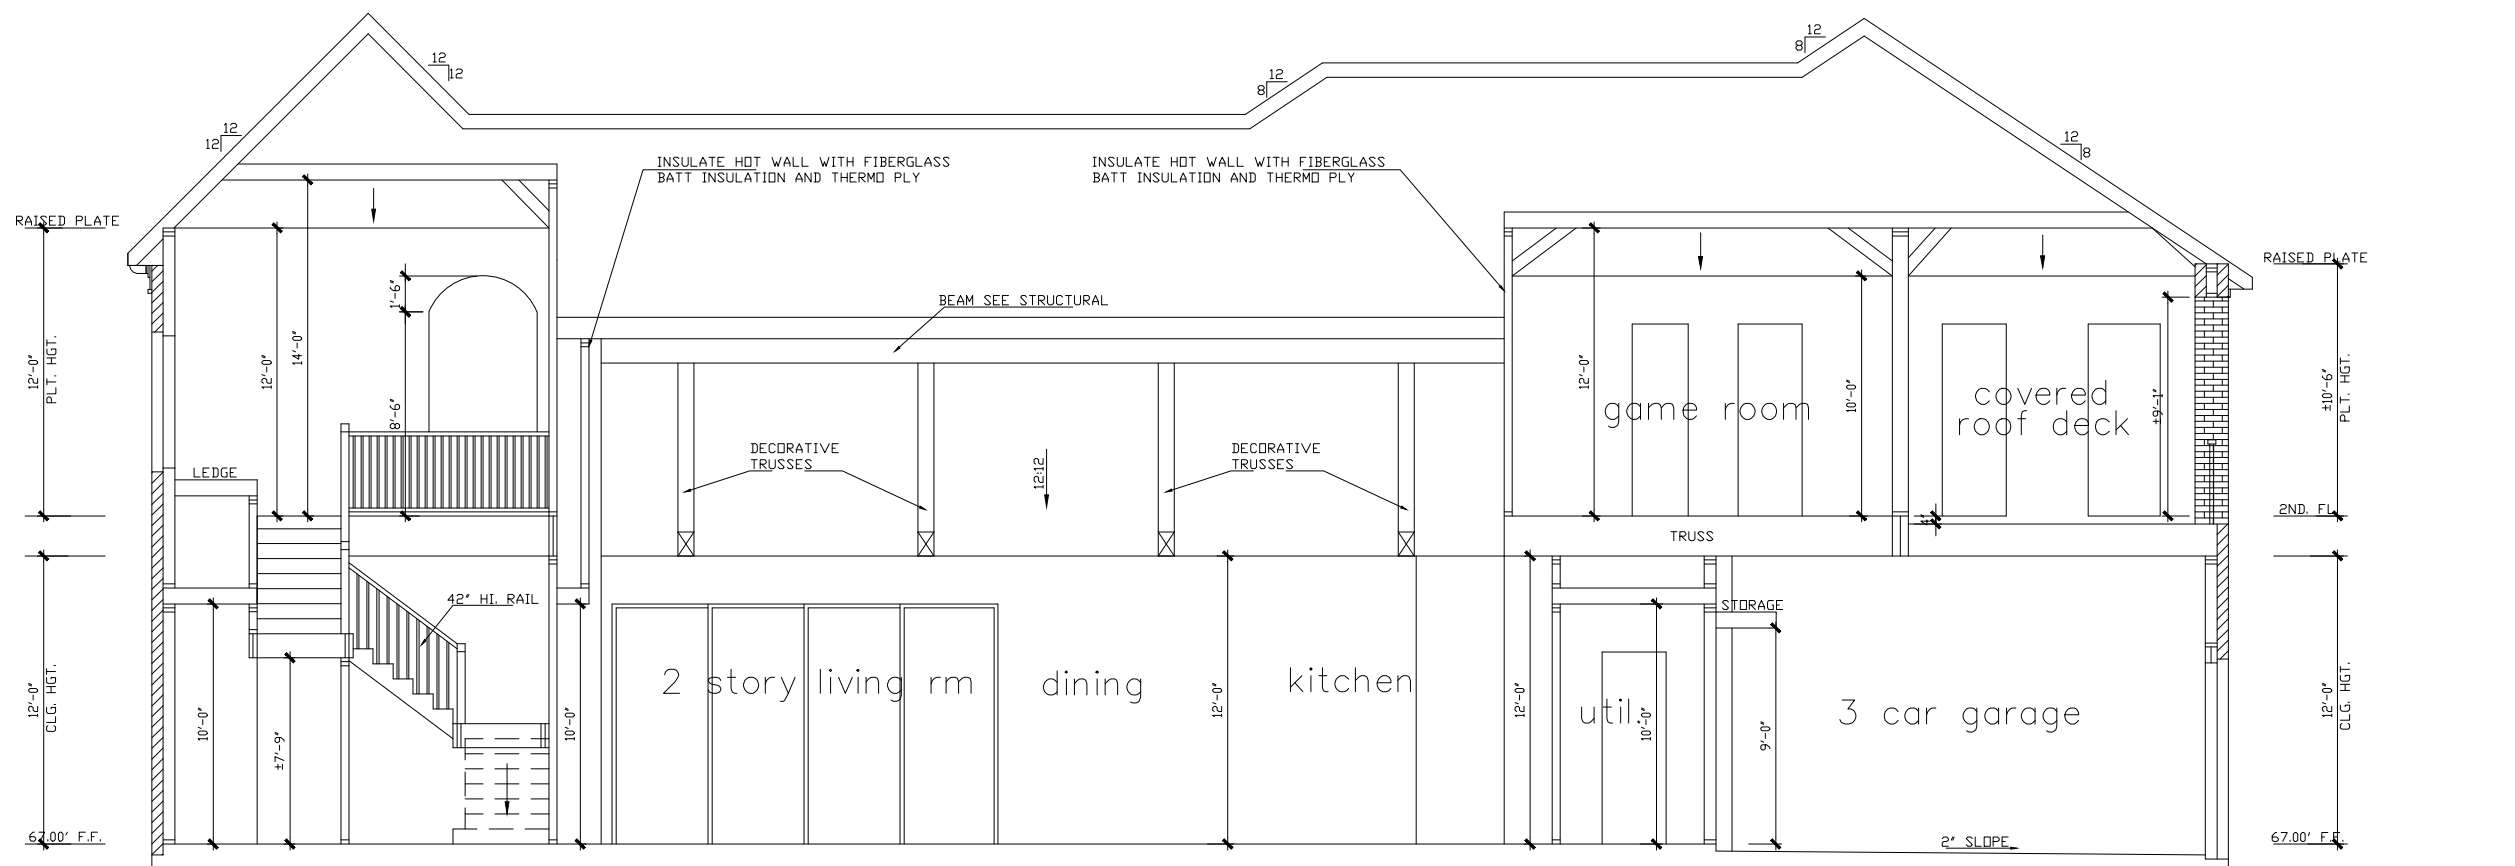 12
12
12
8
12
8
12
12
12
8
INSULATE HOT WALL WITH FIBERGLASS
BATT INSULATION AND THERMO PLY
INSULATE HOT WALL WITH FIBERGLASS
BATT INSULATION AND THERMO PLY
RAISED PLATE
RAISED PLATE
BEAM SEE STRUCTURAL
1'-6"
12'-0"
PLT. HGT.
12'-0"
14'-0"
8'-6"
12'-0"
10'-0"
±9'-1"
±10'-6"
PLT. HGT.
game room
covered
roof deck
DECORATIVE
TRUSSES
DECORATIVE
TRUSSES
12:12
LEDGE
2ND. FL.
4"
TRUSS
42" HI. RAIL
STORAGE
2 story living rm
dining
kitchen
util.
3 car garage
12'-0"
CLG. HGT.
10'-0"
±7'-9"
10'-0"
12'-0"
12'-0"
10'-0"
9'-0"
12'-0"
CLG. HGT.
67.00' F.F.
2" SLOPE
67.00' F.F.